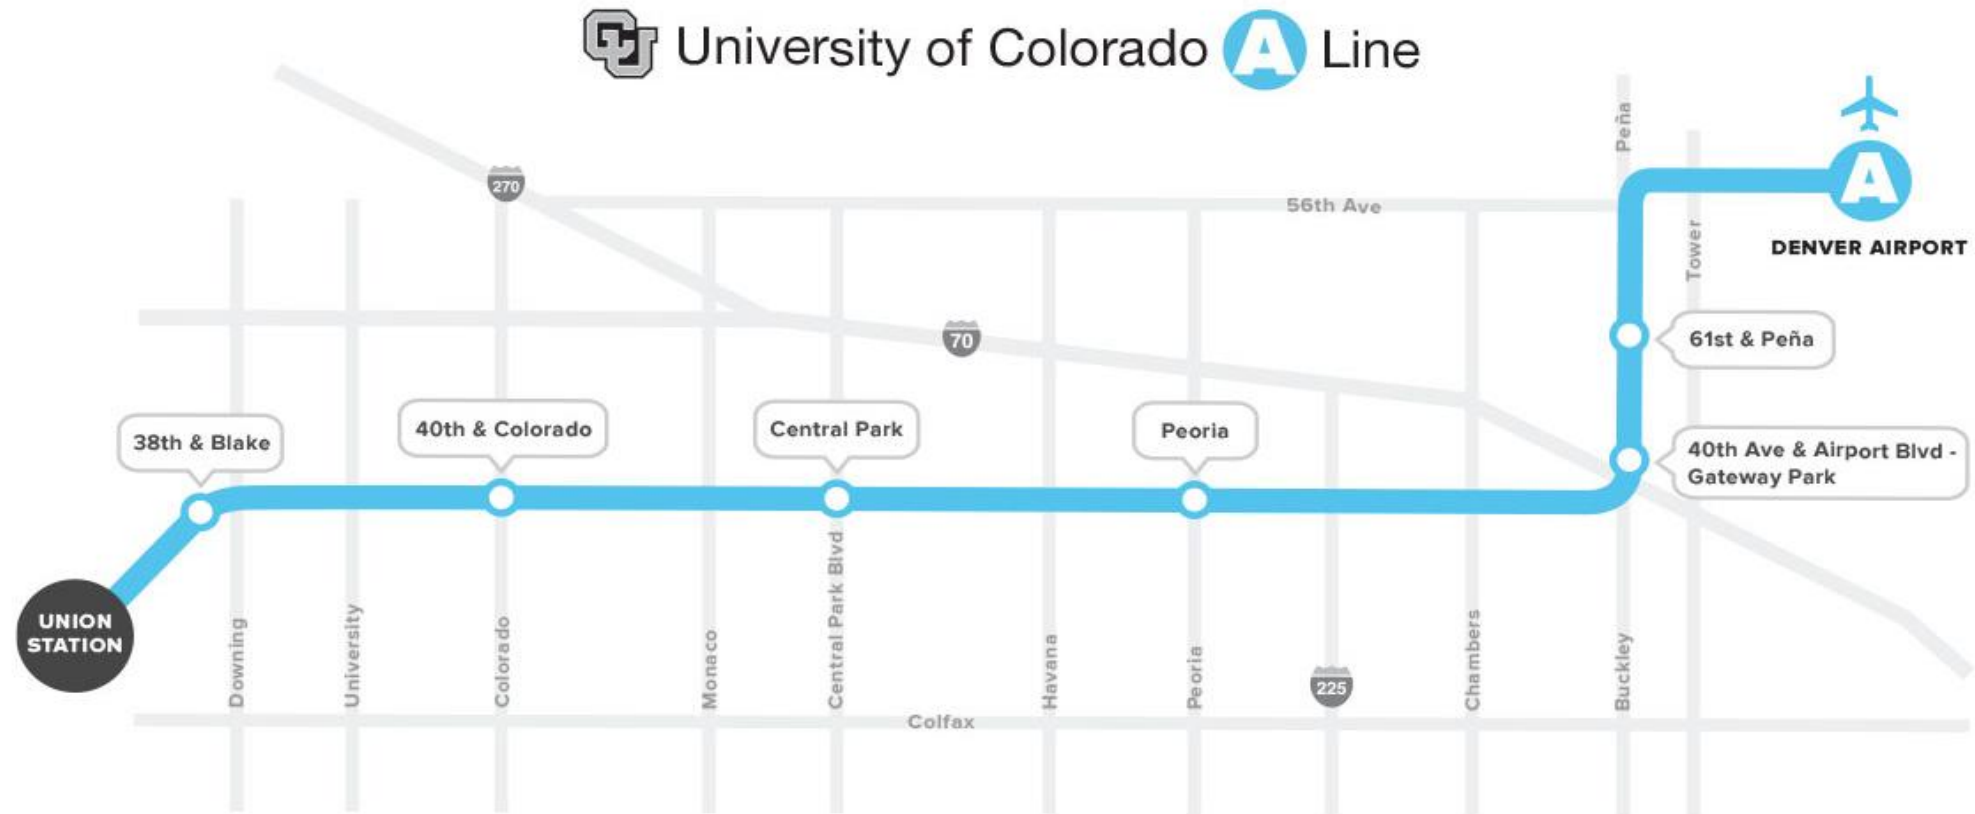 CU University of Colorado A Line
270
56th Ave
Peña
Tower
A
DENVER AIRPORT
70
61st & Peña
38th & Blake
40th & Colorado
Central Park
Peoria
40th Ave & Airport Blvd -
Gateway Park
UNION
STATION
Downing
University
Colorado
Monaco
Central Park Blvd
Havana
Peoria
225
Chambers
Buckley
Colfax